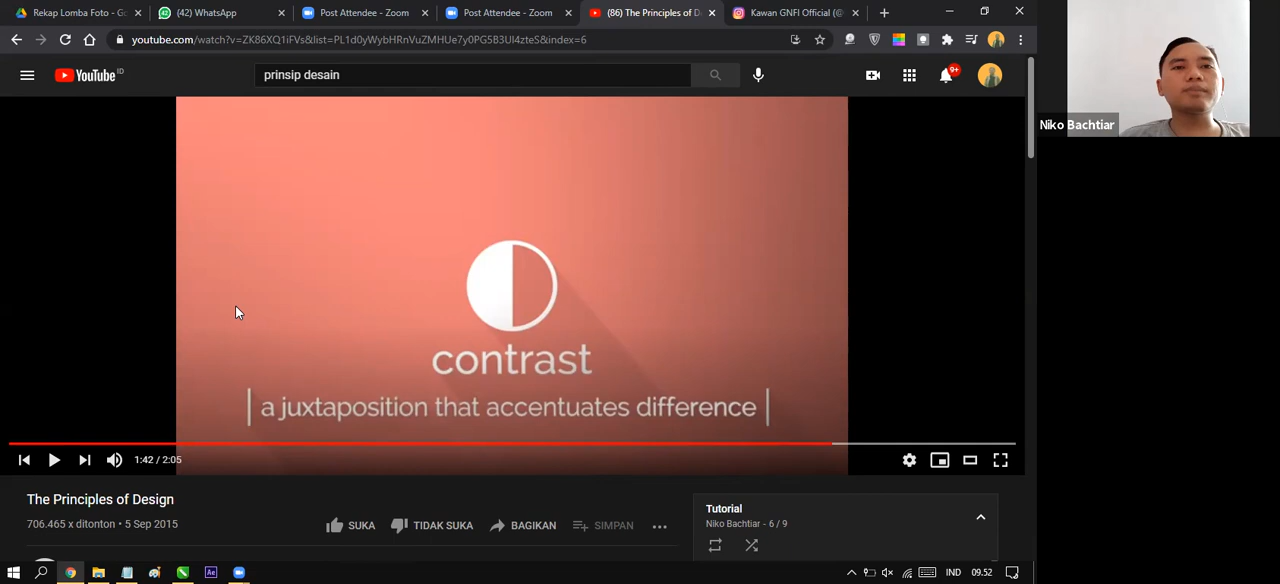 Rekap Lomba Foto - Go
(42) WhatsApp
Post Attendee - Zoom
Post Attendee - Zoom
(86) The Principles of D
Kawan GNFI Official (@
youtube.com/watch?v=ZK86XQ1iFVs&list=PL1d0yWybHRnVuZMHUe7y0PG5B3UI4zteS&index=6
YouTube ID
prinsip desain
9+
Niko Bachtiar
contrast
a juxtaposition that accentuates difference
1:42 / 2:05
The Principles of Design
706.465 x ditonton • 5 Sep 2015
SUKA
TIDAK SUKA
BAGIKAN
SIMPAN
Tutorial
Niko Bachtiar - 6 / 9
Ae
IND
09.52